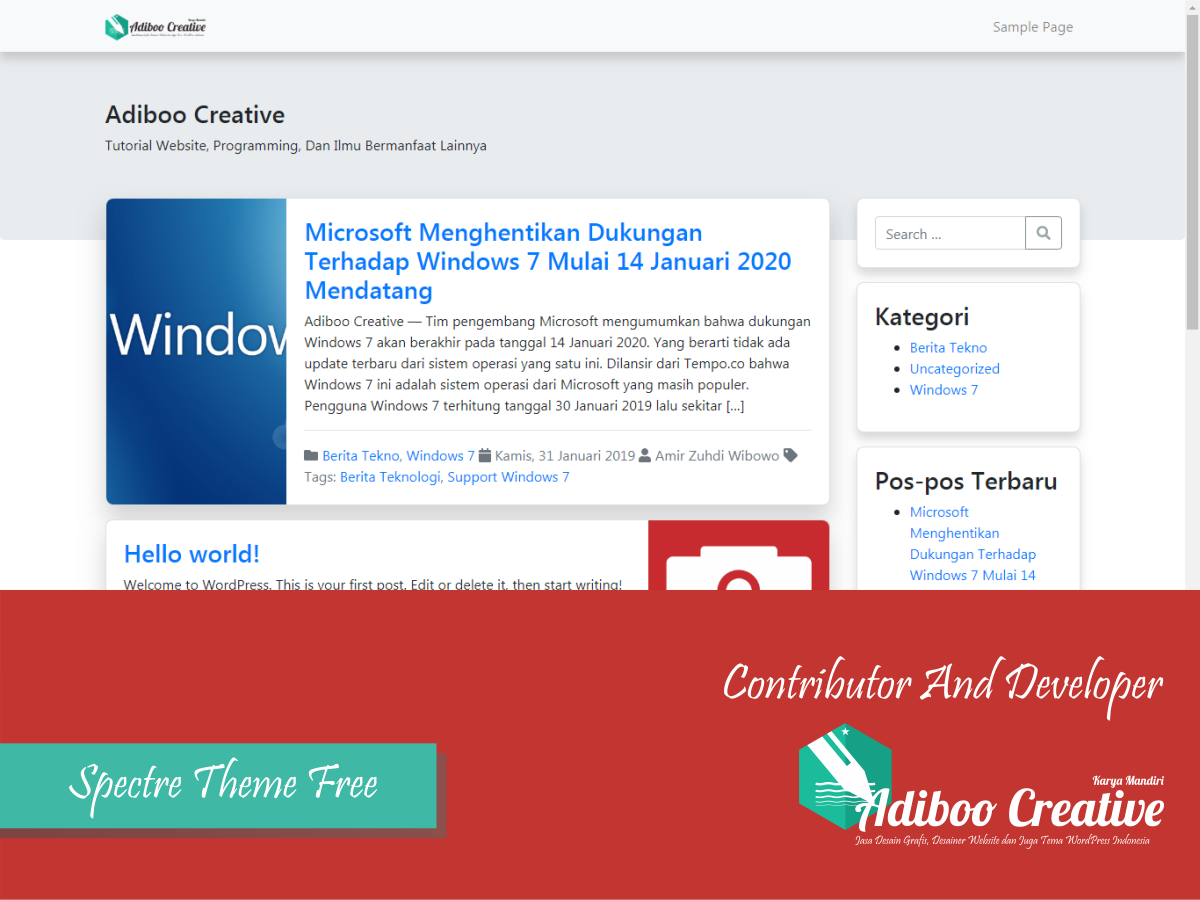 Adiboo Creative
Sample Page
Adiboo Creative
Tutorial Website, Programming, Dan Ilmu Bermanfaat Lainnya
Windov
Microsoft Menghentikan Dukungan
Terhadap Windows 7 Mulai 14 Januari 2020
Mendatang
Adiboo Creative — Tim pengembang Microsoft mengumumkan bahwa dukungan
Windows 7 akan berakhir pada tanggal 14 Januari 2020. Yang berarti tidak ada
update terbaru dari sistem operasi yang satu ini. Dilansir dari Tempo.co bahwa
Windows 7 ini adalah sistem operasi dari Microsoft yang masih populer.
Pengguna Windows 7 terhitung tanggal 30 Januari 2019 lalu sekitar […]
Berita Tekno, Windows 7 Kamis, 31 Januari 2019 Amir Zuhdi Wibowo
Tags: Berita Teknologi, Support Windows 7
Hello world!
Welcome to WordPress. This is your first post. Edit or delete it, then start writing!
Search ...
Kategori
Berita Tekno
Uncategorized
Windows 7
Pos-pos Terbaru
Microsoft
Menghentikan
Dukungan Terhadap
Windows 7 Mulai 14
Contributor And Developer
Spectre Theme Free
Karya Mandiri
Adiboo Creative
Jasa Desain Grafis, Desainer Website dan Juga Tema WordPress Indonesia